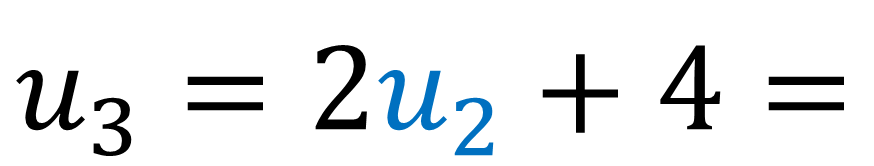 u₃ = 2u₂ + 4 =